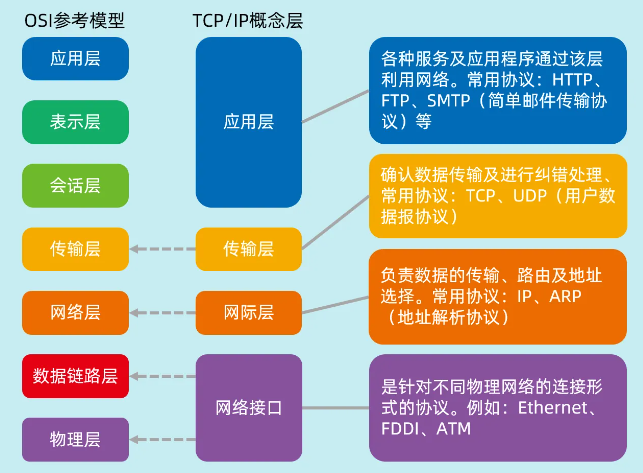 OSI参考模型
TCP/IP概念层
应用层
表示层
会话层
传输层
网络层
数据链路层
物理层
应用层
传输层
网际层
网络接口
各种服务及应用程序通过该层
利用网络。常用协议：HTTP、
FTP、SMTP（简单邮件传输协
议）等
确认数据传输及进行纠错处理、
常用协议：TCP、UDP（用户数
据报协议）
负责数据的传输、路由及地址
选择。常用协议：IP、ARP
（地址解析协议）
是针对不同物理网络的连接形
式的协议。例如：Ethernet、
FDDI、ATM